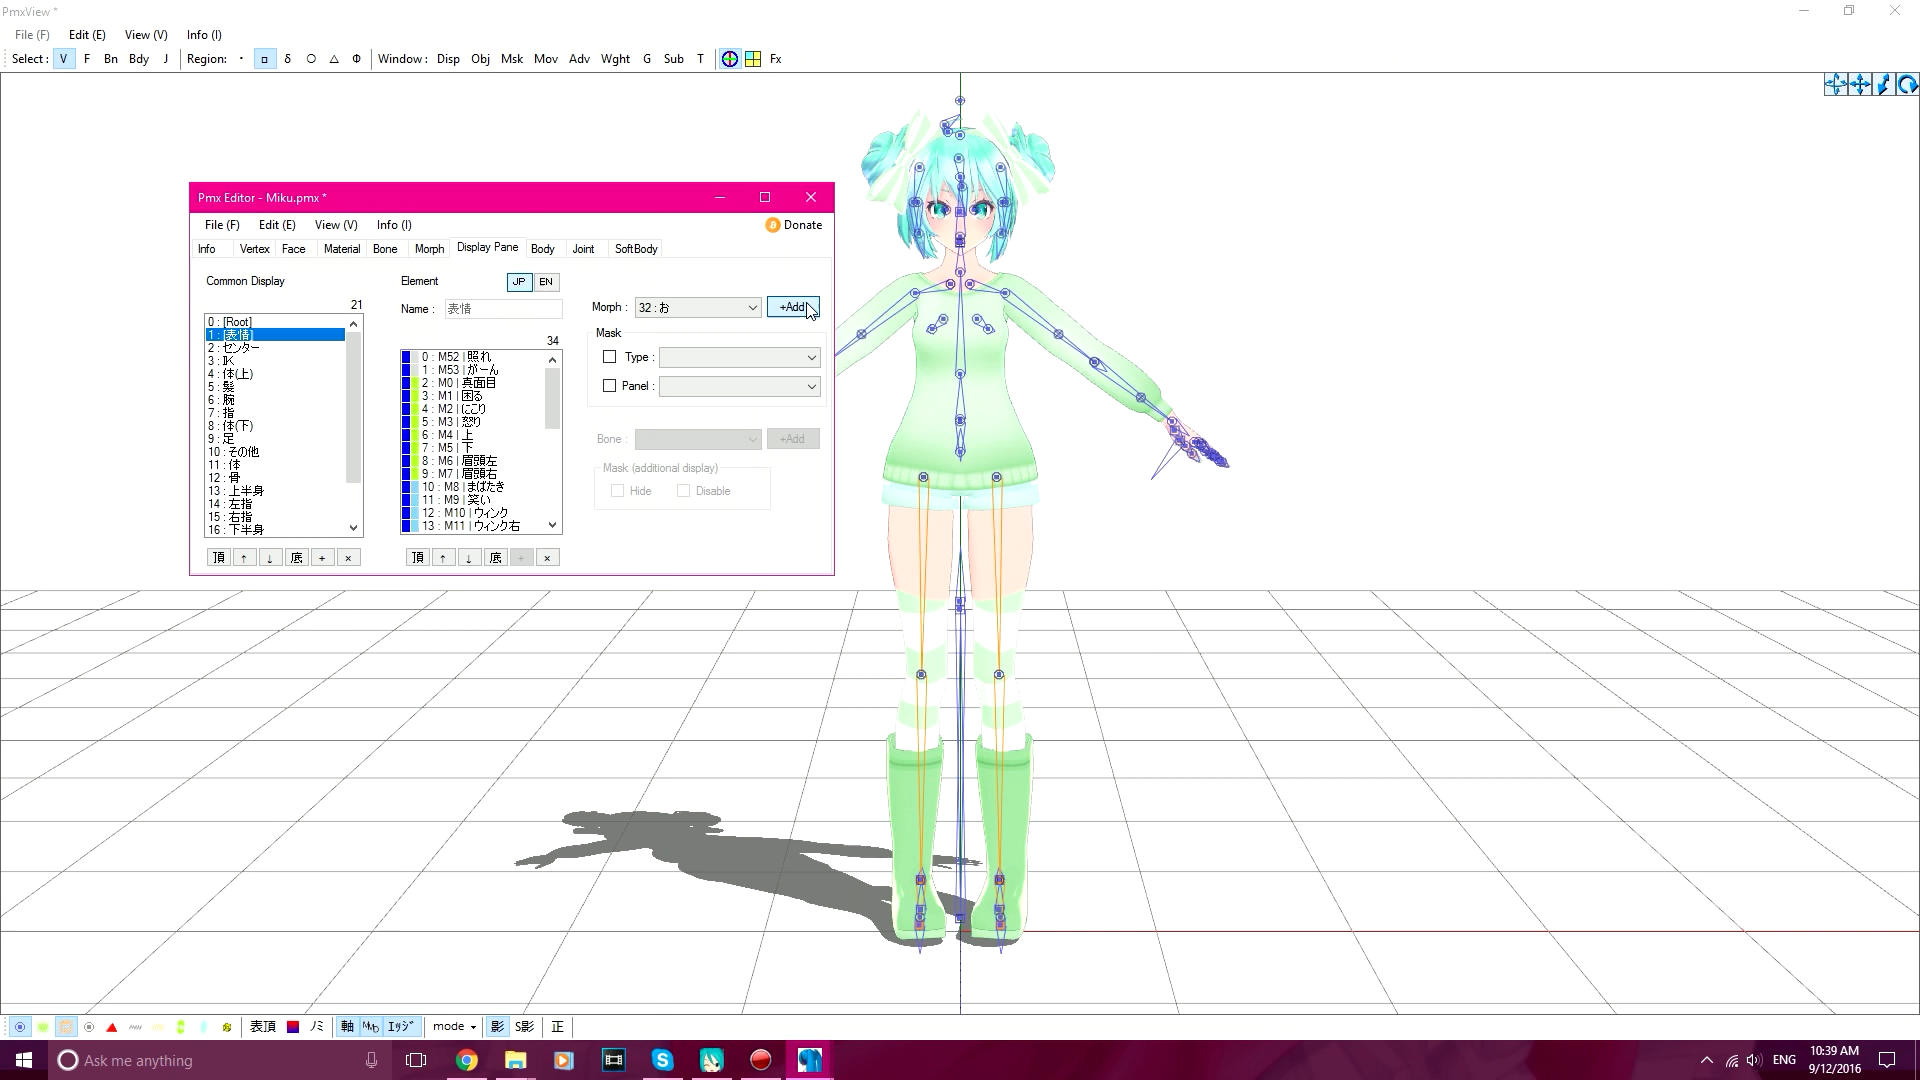 PmxView *
File (F) Edit (E) View (V) Info (I)
Select : V F Bn Bdy J Region: · □ δ ○ △ Φ Window : Disp Obj Msk Mov Adv Wght G Sub T Fx
Pmx Editor - Miku.pmx *
File (F) Edit (E) View (V) Info (I) Donate
Info Vertex Face Material Bone Morph Display Pane Body Joint SoftBody
Common Display
21
0 : [Root]
1 : [表情]
2 : センター
3 : IK
4 : 体(上)
5 : 髪
6 : 腕
7 : 指
8 : 体(下)
9 : 足
10 : その他
11 : 体
12 : 骨
13 : 上半身
14 : 左指
15 : 右指
16 : 下半身
頂 ↑ ↓ 底 + ×
Element JP EN
Name : 表情
34
0 : M52 | 照れ
1 : M53 | がーん
2 : M0 | 真面目
3 : M1 | 困る
4 : M2 | にこり
5 : M3 | 怒り
6 : M4 | 上
7 : M5 | 下
8 : M6 | 眉頭左
9 : M7 | 眉頭右
10 : M8 | まばたき
11 : M9 | 笑い
12 : M10 | ウィンク
13 : M11 | ウィンク右
頂 ↑ ↓ 底 + ×
Morph : 32 : お +Add
Mask
Type :
Panel :
Bone : +Add
Mask (additional display)
Hide Disable
表頂 ノミ 軸 MMD ｴｯｼﾞ mode 影 S影 正
Ask me anything
ENG
10:39 AM
9/12/2016